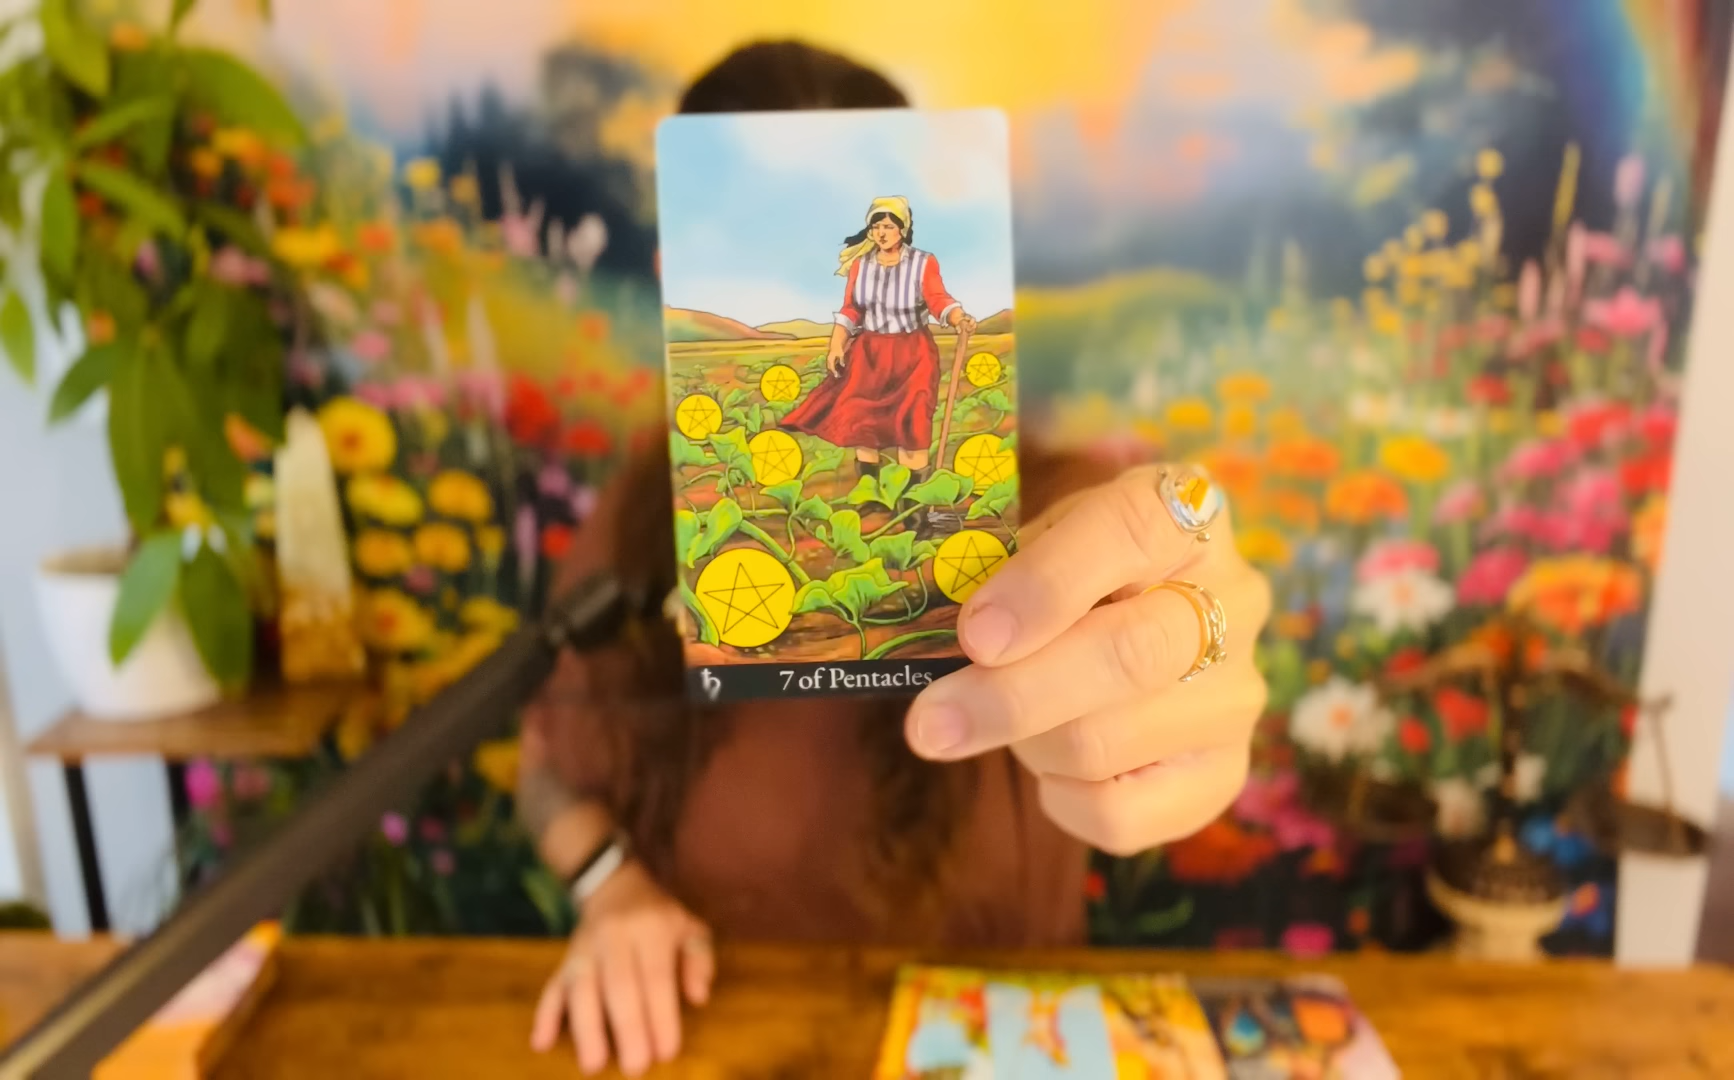 ♄ 7 of Pentacles